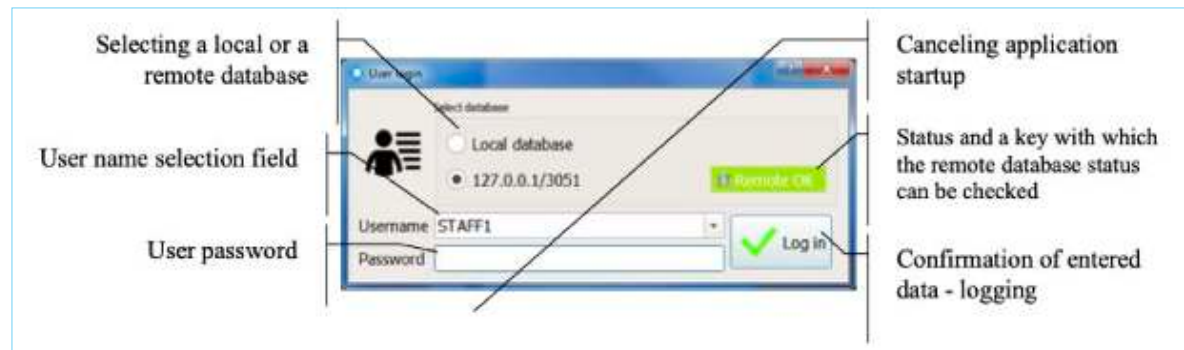 Selecting a local or a
remote database
User name selection field
User password
User login
Select database
Local database
127.0.0.1/3051
Remote OK
Username STAFF1
Password
Log in
Canceling application
startup
Status and a key with which
the remote database status
can be checked
Confirmation of entered
data - logging